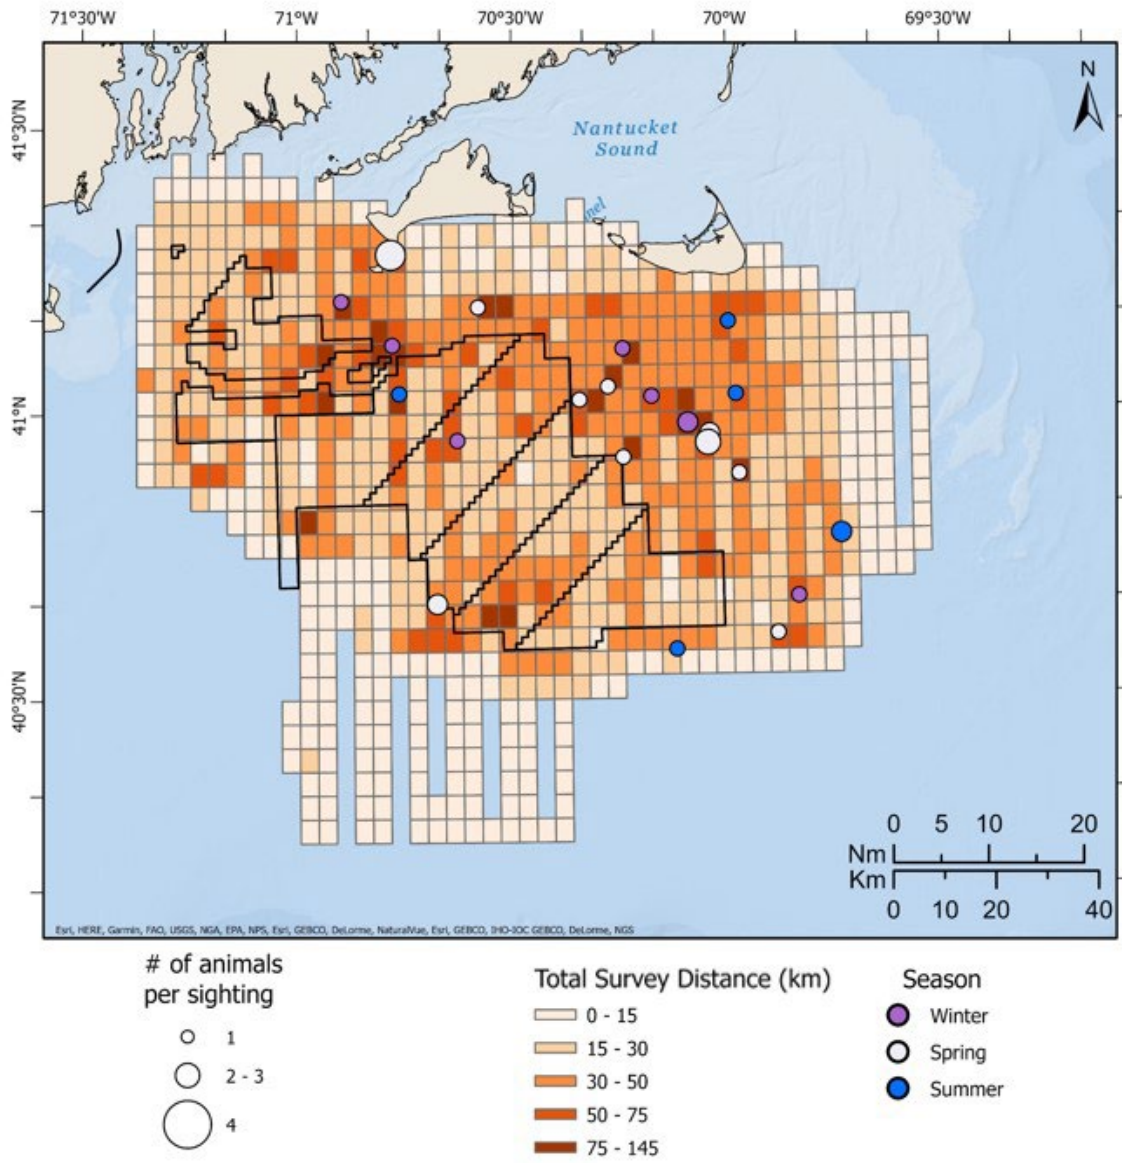 71°30'W 71°W 70°30'W 70°W 69°30'W
41°30'N
41°N
40°30'N
N
Nantucket
Sound
nel
0 5 10 20
Nm
Km
0 10 20 40
Esri, HERE, Garmin, FAO, USGS, NGA, EPA, NPS, Esri, GEBCO, DeLorme, NaturalVue, Esri, GEBCO, IHO-IOC GEBCO, DeLorme, NGS
# of animals
per sighting
1
2 - 3
4
Total Survey Distance (km)
0 - 15
15 - 30
30 - 50
50 - 75
75 - 145
Season
Winter
Spring
Summer